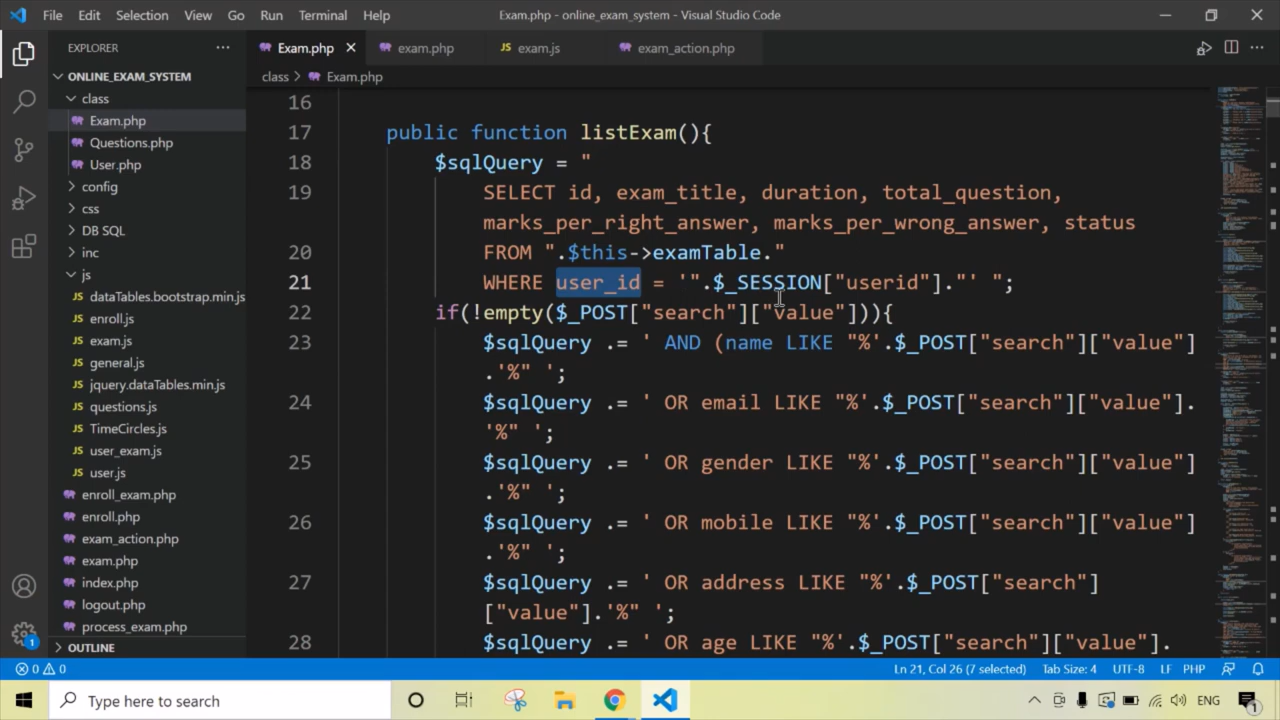 File Edit Selection View Go Run Terminal Help Exam.php - online_exam_system - Visual Studio Code
EXPLORER ···
Exam.php exam.php exam.js exam_action.php
ONLINE_EXAM_SYSTEM
class > Exam.php
class
Exam.php
Questions.php
User.php
config
css
DB SQL
inc
js
dataTables.bootstrap.min.js
enroll.js
exam.js
general.js
jquery.dataTables.min.js
questions.js
TimeCircles.js
user_exam.js
user.js
enroll_exam.php
enroll.php
exam_action.php
exam.php
index.php
logout.php
process_exam.php
OUTLINE
16
17 public function listExam(){
18 $sqlQuery = "
19 SELECT id, exam_title, duration, total_question,
marks_per_right_answer, marks_per_wrong_answer, status
20 FROM ".$this->examTable."
21 WHERE user_id = '".$_SESSION["userid"]."' ";
22 if(!empty($_POST["search"]["value"])){
23 $sqlQuery .= ' AND (name LIKE "%'.$_POST["search"]["value"]
.'%" ';
24 $sqlQuery .= ' OR email LIKE "%'.$_POST["search"]["value"].
'%" ';
25 $sqlQuery .= ' OR gender LIKE "%'.$_POST["search"]["value"]
.'%" ';
26 $sqlQuery .= ' OR mobile LIKE "%'.$_POST["search"]["value"]
.'%" ';
27 $sqlQuery .= ' OR address LIKE "%'.$_POST["search"]
["value"].'%" ';
28 $sqlQuery .= ' OR age LIKE "%'.$_POST["search"]["value"].
1
0 0 Ln 21, Col 26 (7 selected) Tab Size: 4 UTF-8 LF PHP
Type here to search ENG 1